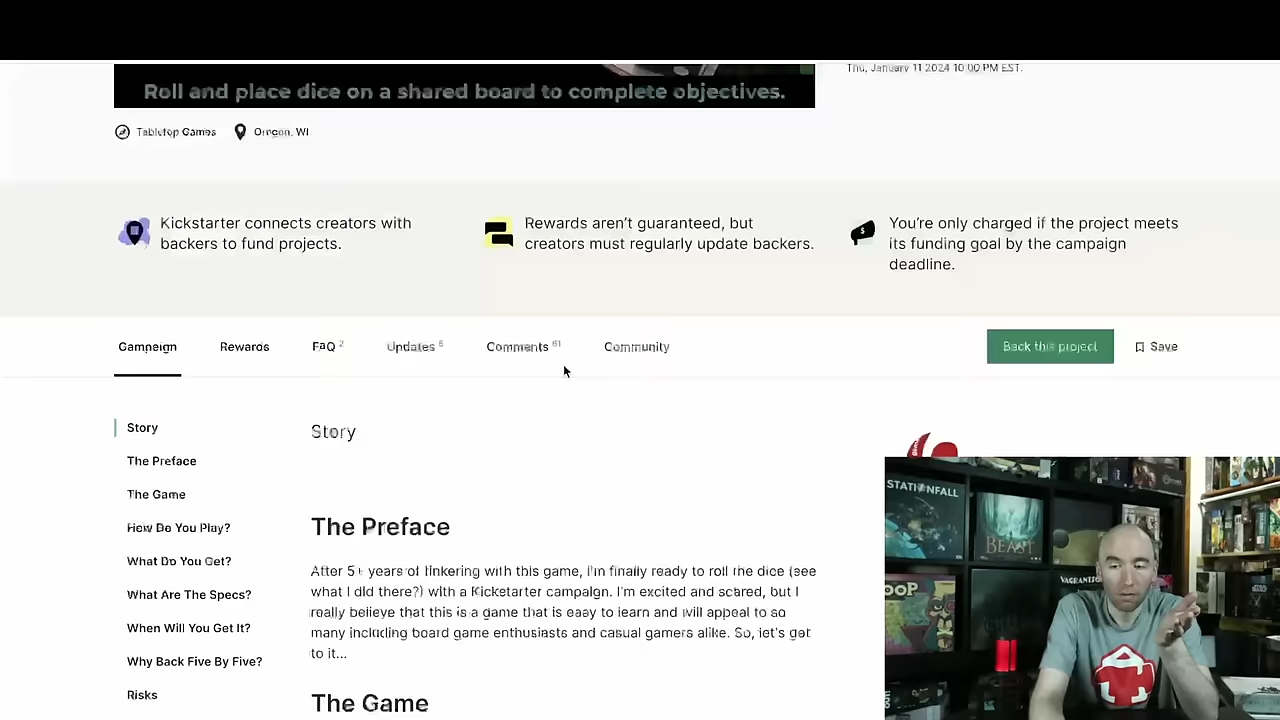 Thu, January 11 2024 10:00 PM EST.
Roll and place dice on a shared board to complete objectives.
Tabletop Games
Oregon, WI
Kickstarter connects creators with
backers to fund projects.
Rewards aren't guaranteed, but
creators must regularly update backers.
You're only charged if the project meets
its funding goal by the campaign
deadline.
Campaign
Rewards
FAQ 2
Updates 6
Comments 61
Community
Back this project
Save
Story
The Preface
The Game
How Do You Play?
What Do You Get?
What Are The Specs?
When Will You Get It?
Why Back Five By Five?
Risks
Story
The Preface
After 5+ years of tinkering with this game, I'm finally ready to roll the dice (see
what I did there?) with a Kickstarter campaign. I'm excited and scared, but I
really believe that this is a game that is easy to learn and will appeal to so
many including board game enthusiasts and casual gamers alike. So, let's get
to it...
The Game
STATIONFALL
BEAST
VAGRANTSONG